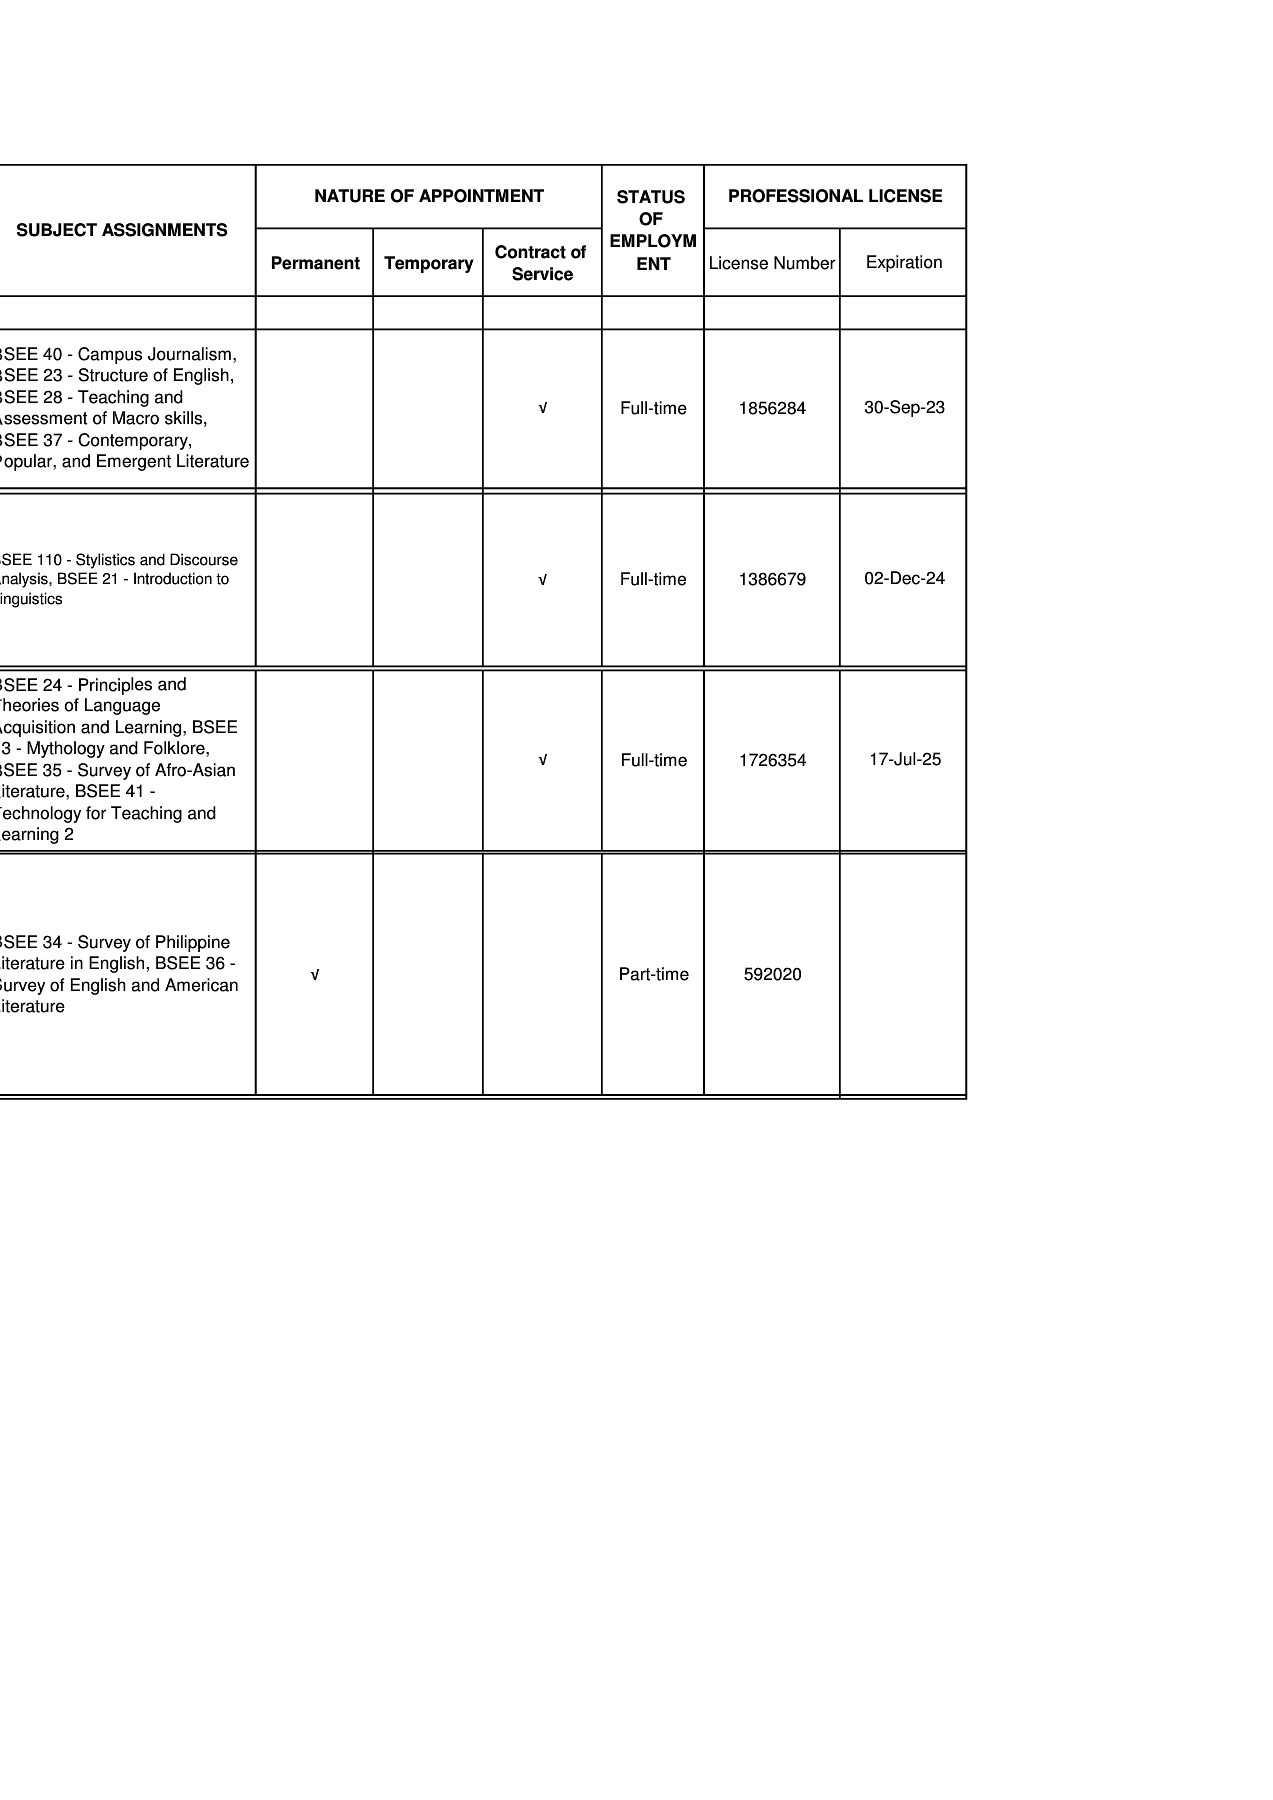 SUBJECT ASSIGNMENTS
NATURE OF APPOINTMENT
STATUS
OF
EMPLOYM
ENT
PROFESSIONAL LICENSE
Permanent
Temporary
Contract of
Service
License Number
Expiration
BSEE 40 - Campus Journalism,
BSEE 23 - Structure of English,
BSEE 28 - Teaching and
Assessment of Macro skills,
BSEE 37 - Contemporary,
Popular, and Emergent Literature
√
Full-time
1856284
30-Sep-23
BSEE 110 - Stylistics and Discourse
Analysis, BSEE 21 - Introduction to
Linguistics
√
Full-time
1386679
02-Dec-24
BSEE 24 - Principles and
Theories of Language
Acquisition and Learning, BSEE
3 - Mythology and Folklore,
BSEE 35 - Survey of Afro-Asian
Literature, BSEE 41 -
Technology for Teaching and
Learning 2
√
Full-time
1726354
17-Jul-25
BSEE 34 - Survey of Philippine
Literature in English, BSEE 36 -
Survey of English and American
Literature
√
Part-time
592020